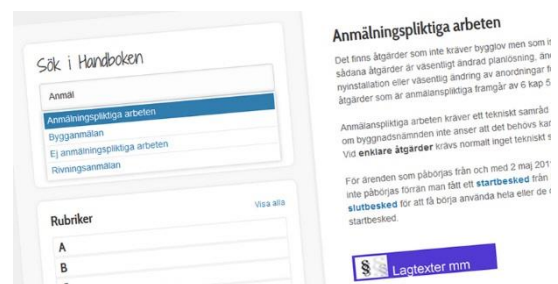 Sök i Handboken
Anmäl
Anmälningspliktiga arbeten
Bygganmälan
Ej anmälningspliktiga arbeten
Rivningsanmälan
Rubriker
Visa alla
A
B
Anmälningspliktiga arbeten
Det finns åtgärder som inte kräver bygglov men som
sådana åtgärder är väsentligt ändrad planlösning,
nyinstallation eller väsentlig ändring av anordningar
åtgärder som är anmälanspliktiga framgår av 6 kap 5
Anmälanspliktiga arbeten kräver ett tekniskt samråd
om byggnadsnämnden inte anser att det behövs
Vid enklare åtgärder krävs normalt inget tekniskt
För ärenden som påbörjas från och med 2 maj
inte påbörjas förrän man fått ett startbesked från
slutbesked för att få börja använda hela eller de
startbesked.
§ Lagtexter mm